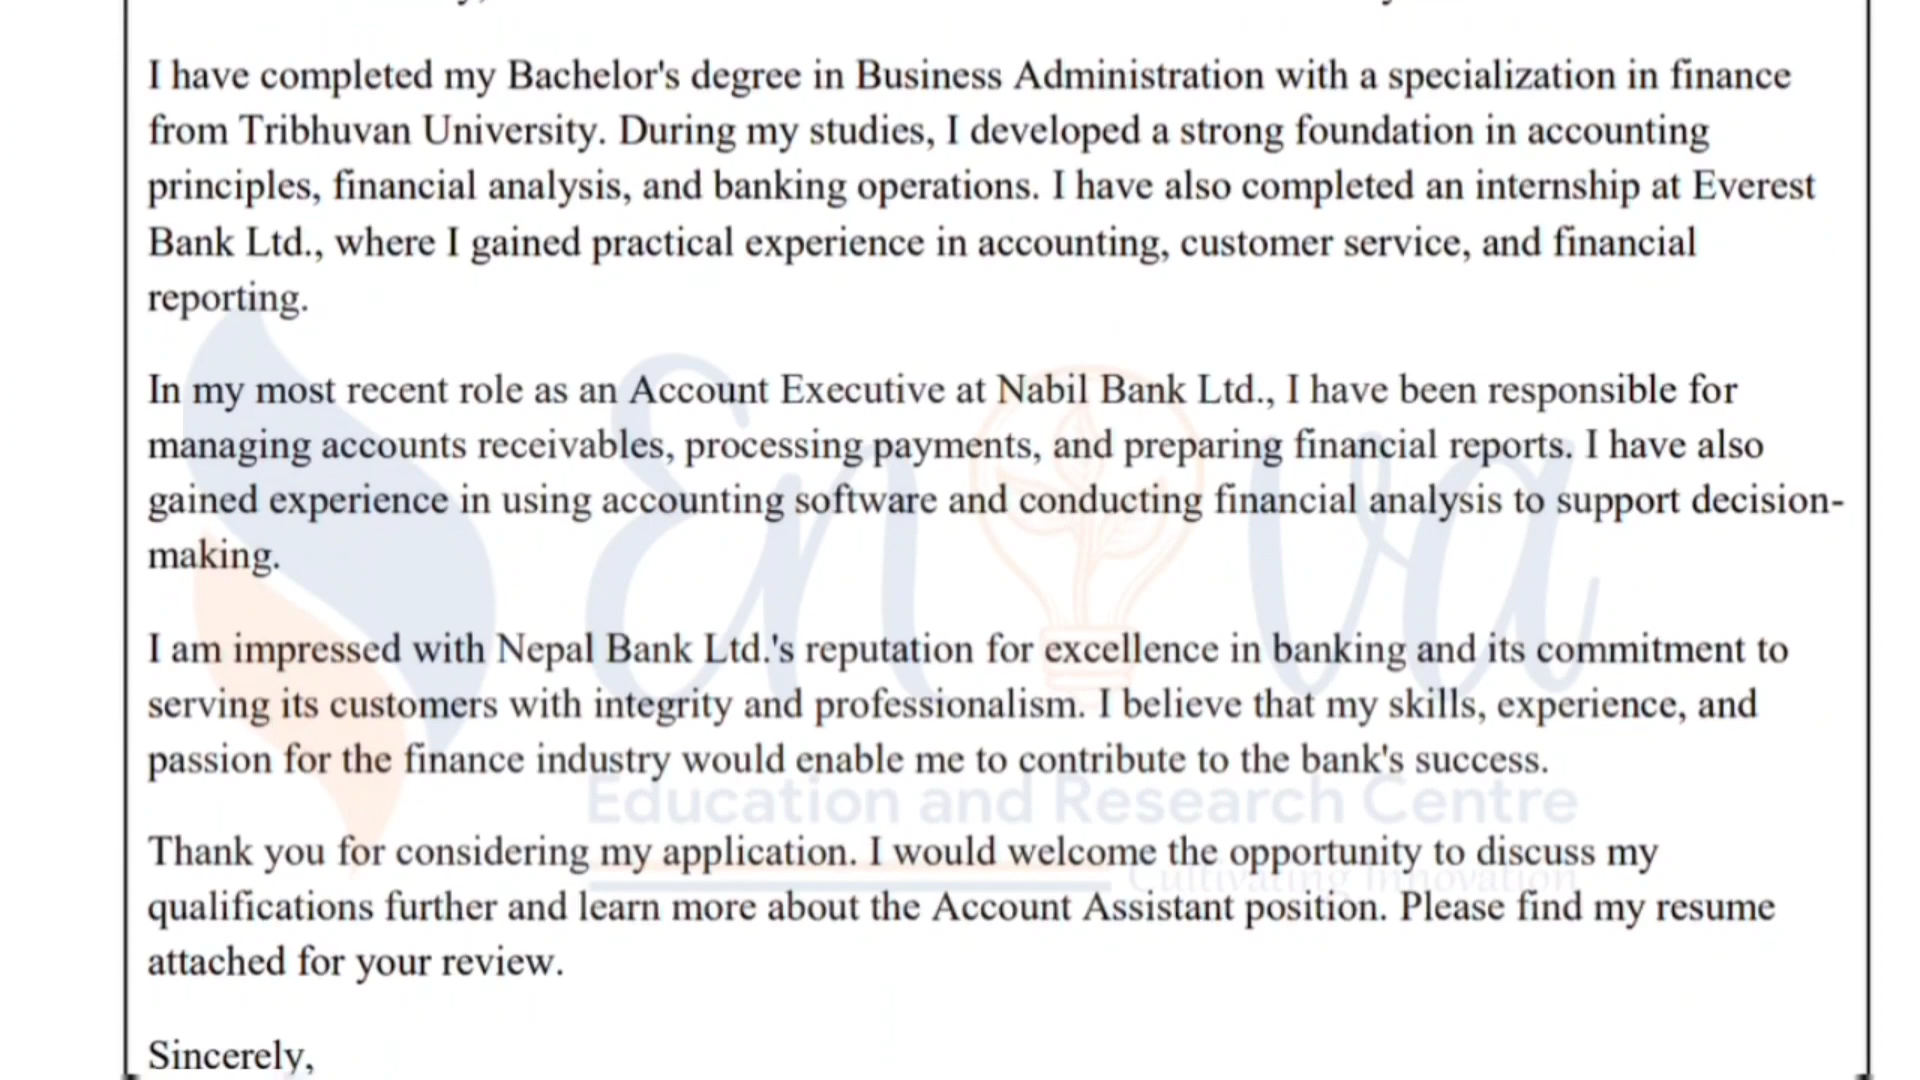 I have completed my Bachelor's degree in Business Administration with a specialization in finance
from Tribhuvan University. During my studies, I developed a strong foundation in accounting
principles, financial analysis, and banking operations. I have also completed an internship at Everest
Bank Ltd., where I gained practical experience in accounting, customer service, and financial
reporting.
In my most recent role as an Account Executive at Nabil Bank Ltd., I have been responsible for
managing accounts receivables, processing payments, and preparing financial reports. I have also
gained experience in using accounting software and conducting financial analysis to support decision-
making.
Enova
I am impressed with Nepal Bank Ltd.'s reputation for excellence in banking and its commitment to
serving its customers with integrity and professionalism. I believe that my skills, experience, and
passion for the finance industry would enable me to contribute to the bank's success.
Education and Research Centre
Thank you for considering my application. I would welcome the opportunity to discuss my
Cultivating Innovation
qualifications further and learn more about the Account Assistant position. Please find my resume
attached for your review.
Sincerely,